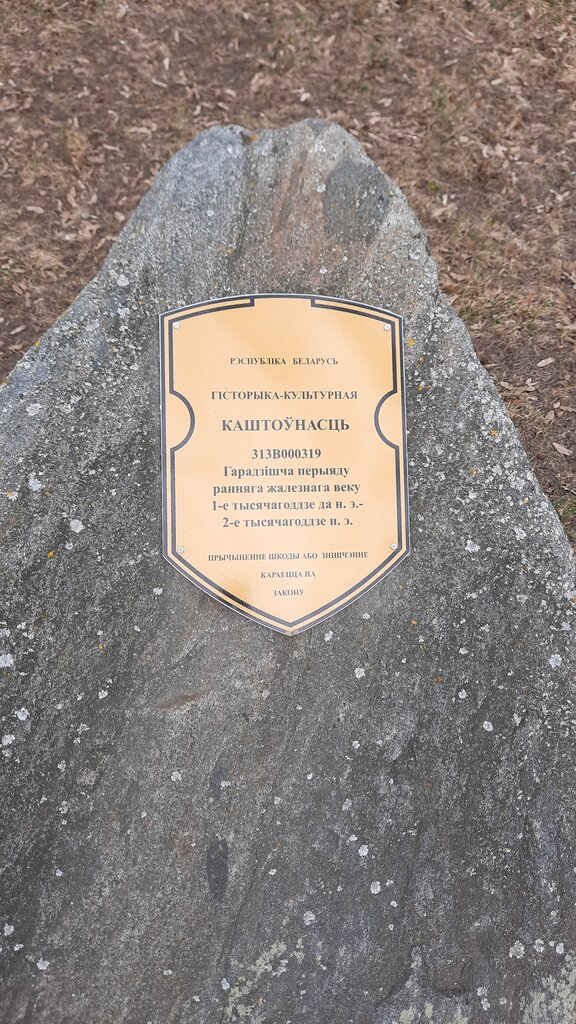 РЭСПУБЛІКА БЕЛАРУСЬ
ГІСТОРЫКА-КУЛЬТУРНАЯ
КАШТОЎНАСЦЬ
313В000319
Гарадзішча перыяду
ранняга жалезнага веку
1-е тысячагоддзе да н. э.-
2-е тысячагоддзе н. э.
ПРЫЧЫНЕННЕ ШКОДЫ АБО ЗНІШЧЭННЕ
КАРАЕЦЦА ПА
ЗАКОНУ